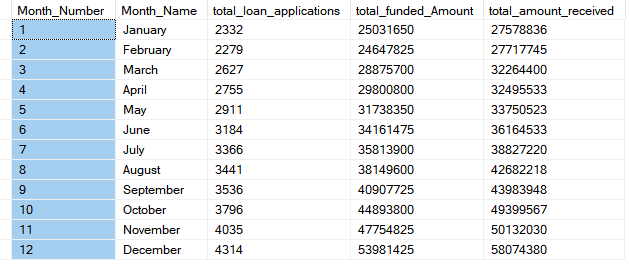 Month_Number Month_Name total_loan_applications total_funded_Amount total_amount_received
1 January 2332 25031650 27578836
2 February 2279 24647825 27717745
3 March 2627 28875700 32264400
4 April 2755 29800800 32495533
5 May 2911 31738350 33750523
6 June 3184 34161475 36164533
7 July 3366 35813900 38827220
8 August 3441 38149600 42682218
9 September 3536 40907725 43983948
10 October 3796 44893800 49399567
11 November 4035 47754825 50132030
12 December 4314 53981425 58074380